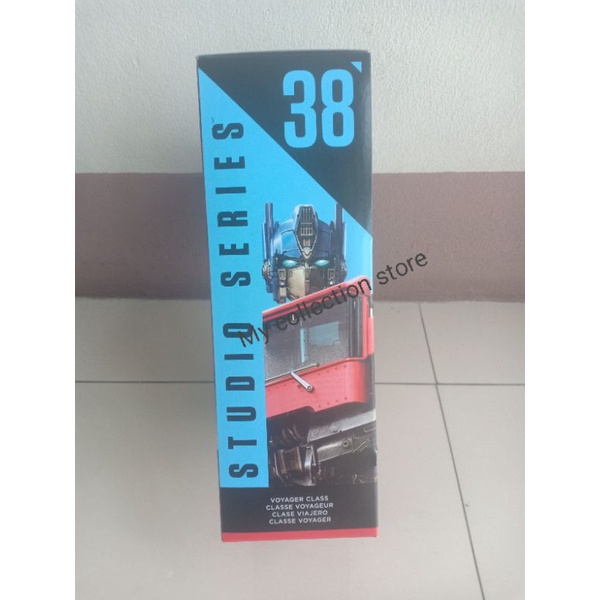 38
STUDIO SERIES
My collection store
VOYAGER CLASS
CLASSE VOYAGEUR
CLASE VIAJERO
CLASSE VOYAGER